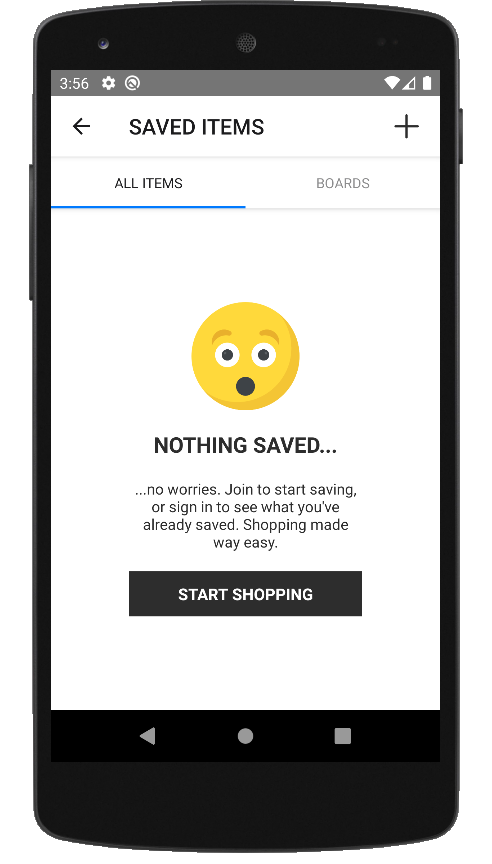 3:56
SAVED ITEMS
ALL ITEMS
BOARDS
NOTHING SAVED...
...no worries. Join to start saving,
or sign in to see what you've
already saved. Shopping made
way easy.
START SHOPPING